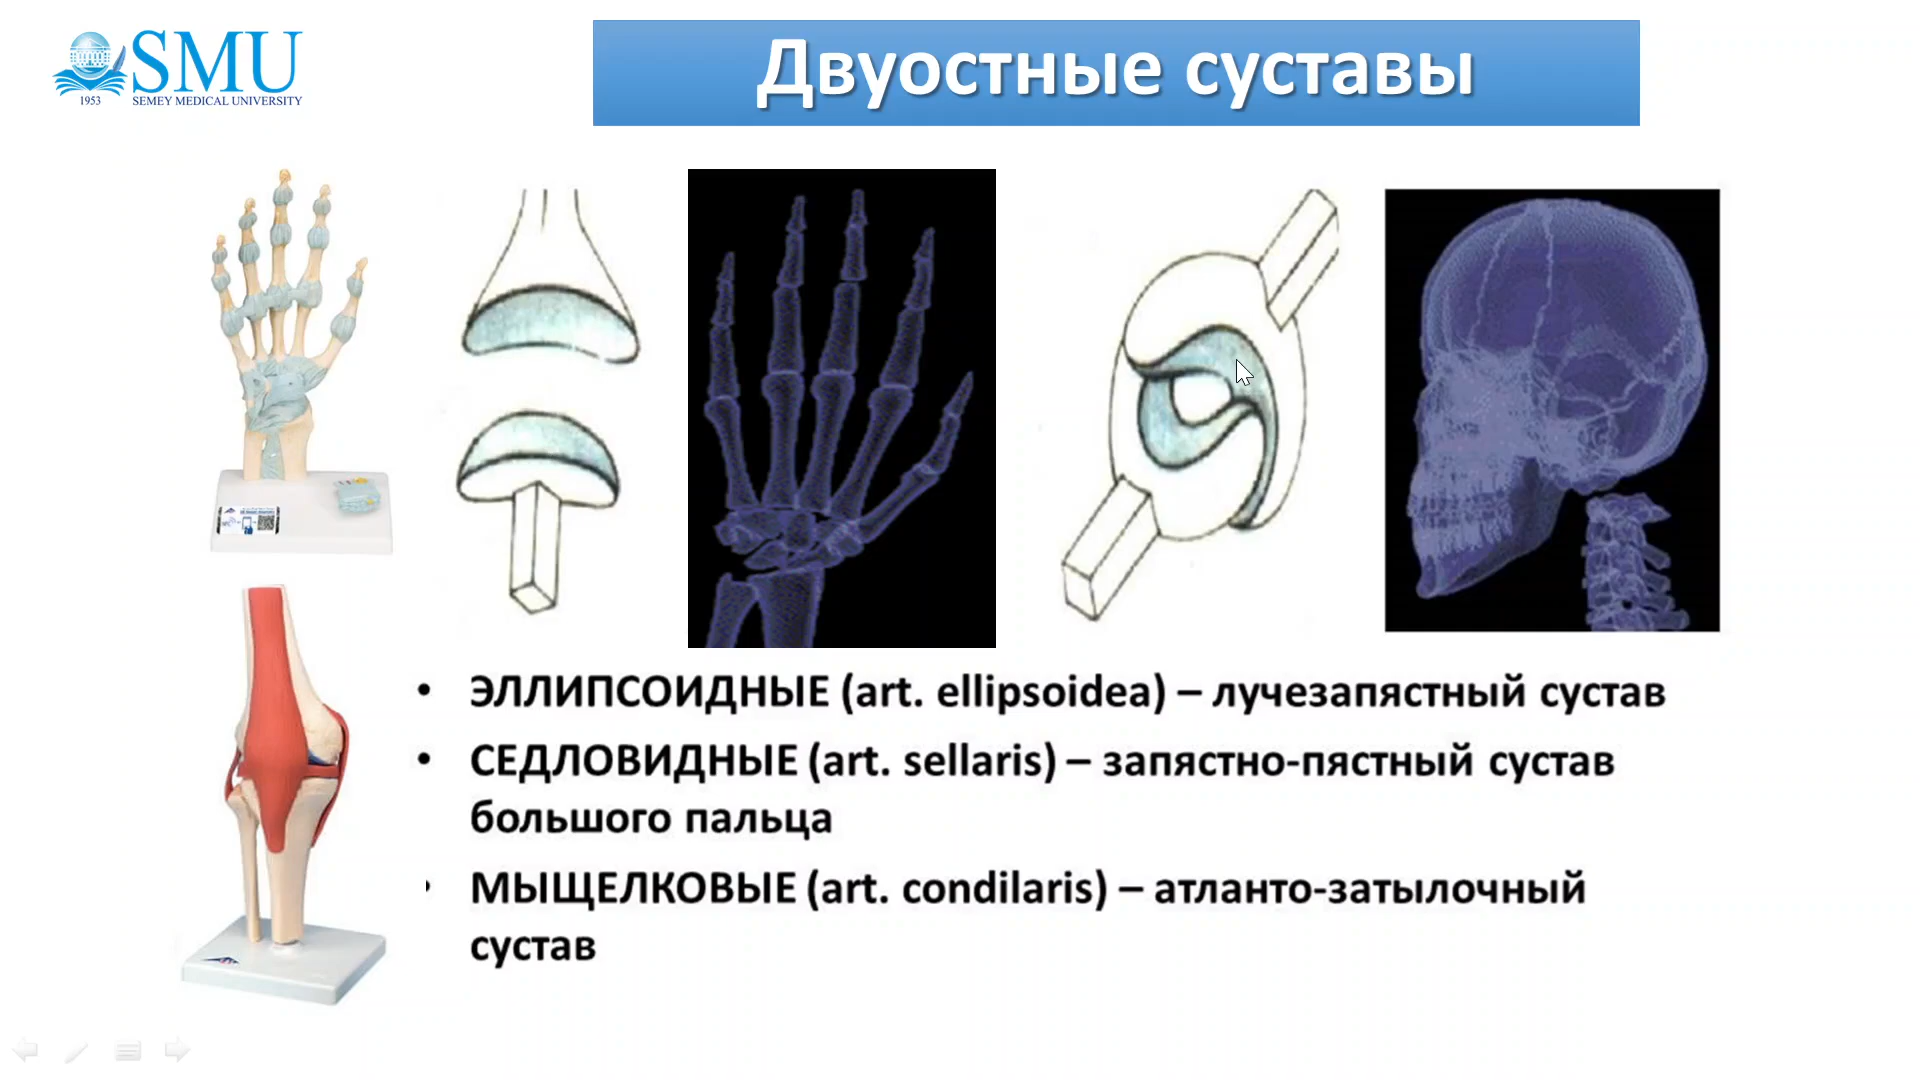 SMU
1953 SEMEY MEDICAL UNIVERSITY
Двуостные суставы
• ЭЛЛИПСОИДНЫЕ (art. ellipsoidea) – лучезапястный сустав
• СЕДЛОВИДНЫЕ (art. sellaris) – запястно-пястный сустав
большого пальца
• МЫЩЕЛКОВЫЕ (art. condilaris) – атланто-затылочный
сустав